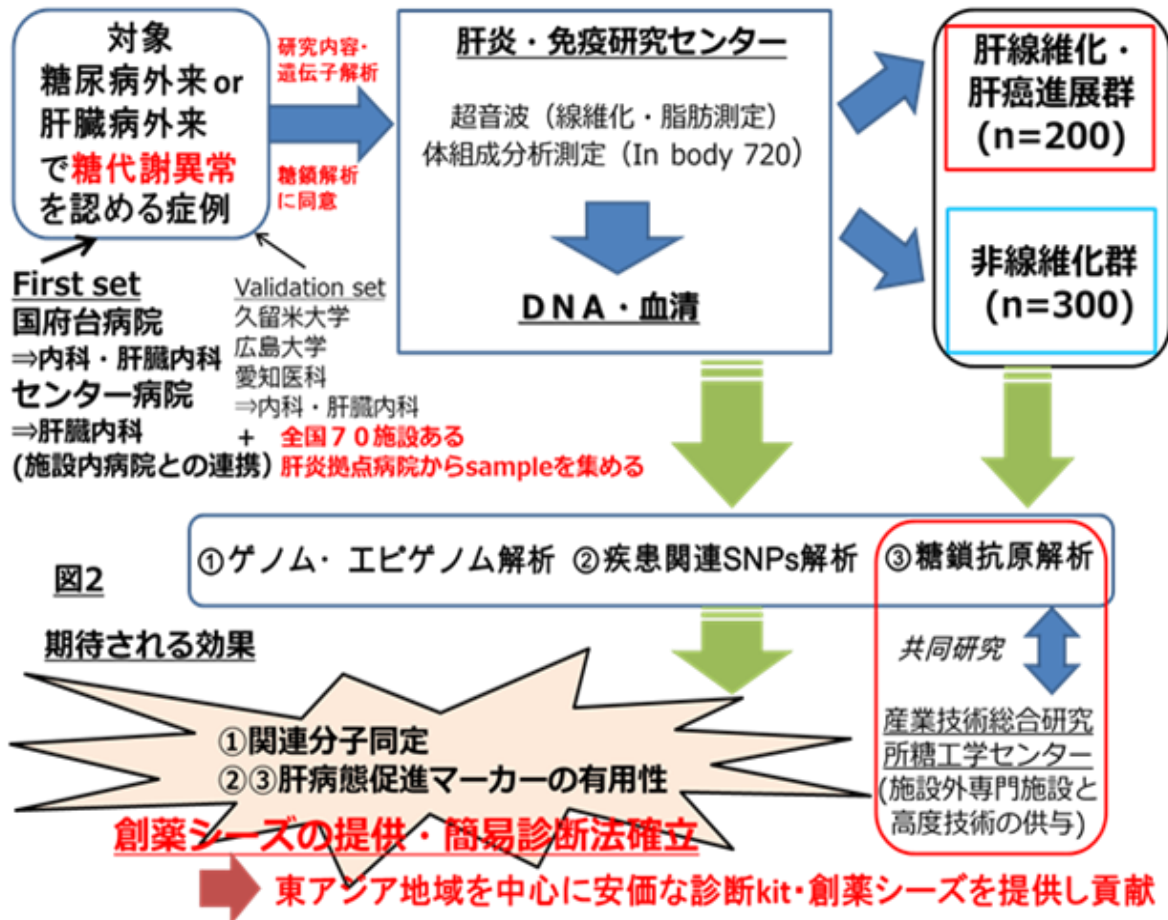 対象
糖尿病外来or
肝臓病外来
で糖代謝異常
を認める症例
研究内容・
遺伝子解析
糖鎖解析
に同意
肝炎・免疫研究センター
超音波（線維化・脂肪測定）
体組成分析測定（In body 720）
DNA・血清
肝線維化・
肝癌進展群
(n=200)
非線維化群
(n=300)
First set
国府台病院
⇒内科・肝臓内科
センター病院
⇒肝臓内科
(施設内病院との連携)
Validation set
久留米大学
広島大学
愛知医科
⇒内科・肝臓内科
+ 全国７０施設ある
肝炎拠点病院からsampleを集める
①ゲノム・エピゲノム解析 ②疾患関連SNPs解析 ③糖鎖抗原解析
図2
期待される効果
①関連分子同定
②③肝病態促進マーカーの有用性
共同研究
産業技術総合研究
所糖工学センター
(施設外専門施設と
高度技術の供与)
創薬シーズの提供・簡易診断法確立
東アジア地域を中心に安価な診断kit・創薬シーズを提供し貢献